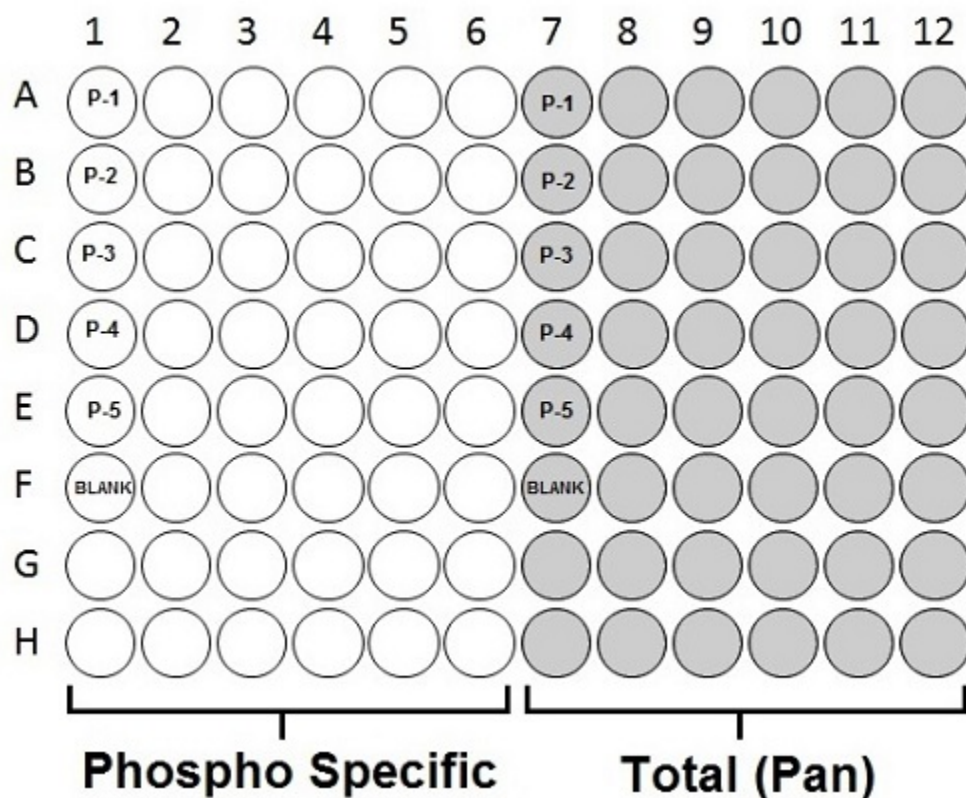 1 2 3 4 5 6 7 8 9 10 11 12
A P-1 P-1
B P-2 P-2
C P-3 P-3
D P-4 P-4
E P-5 P-5
F BLANK BLANK
G
H
Phospho Specific Total (Pan)